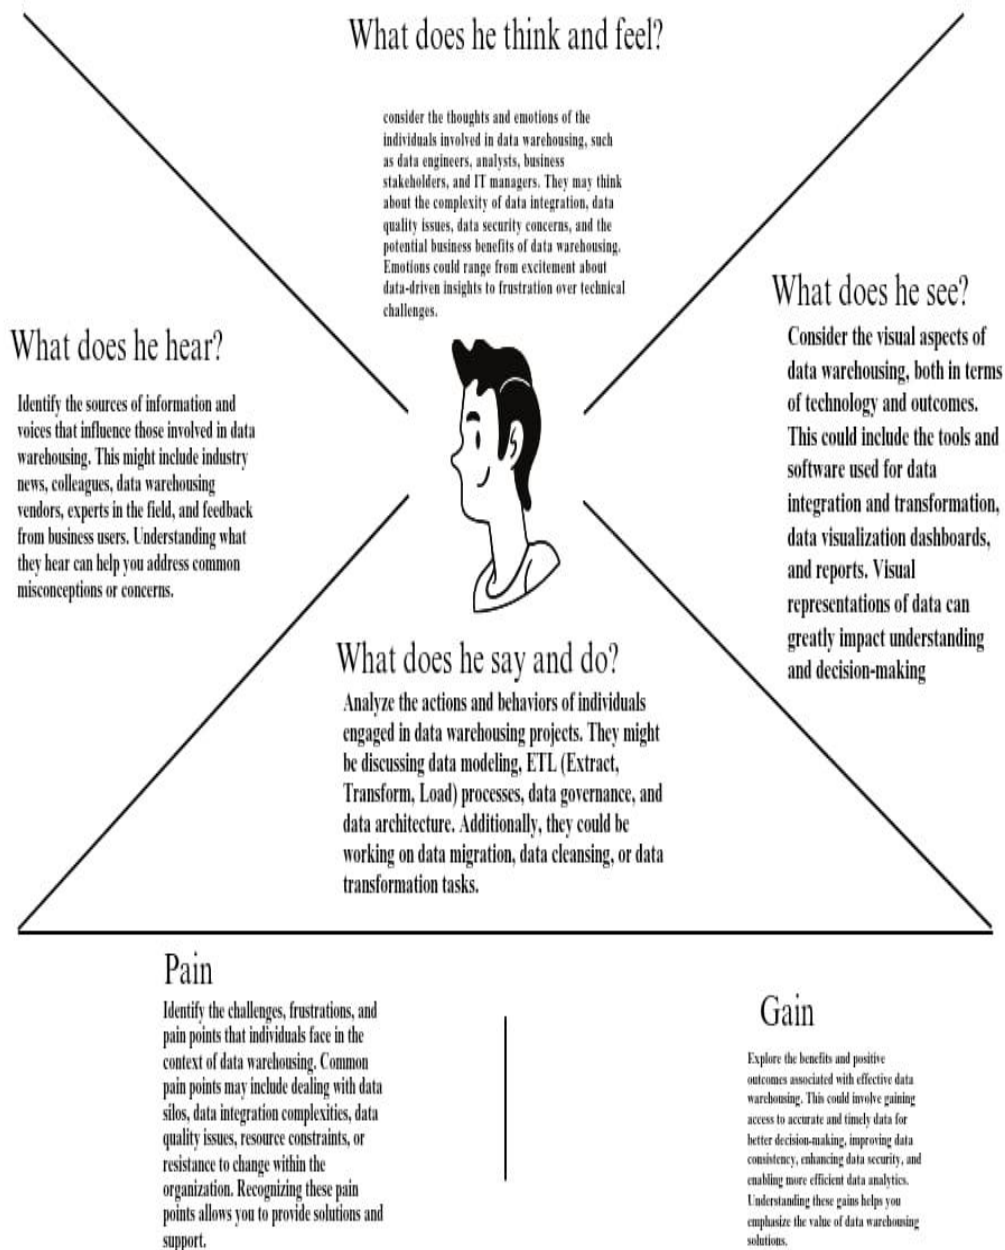 What does he think and feel?
consider the thoughts and emotions of the
individuals involved in data warehousing, such
as data engineers, analysts, business
stakeholders, and IT managers. They may think
about the complexity of data integration, data
quality issues, data security concerns, and the
potential business benefits of data warehousing.
Emotions could range from excitement about
data-driven insights to frustration over technical
challenges.
What does he hear?
Identify the sources of information and
voices that influence those involved in data
warehousing. This might include industry
news, colleagues, data warehousing
vendors, experts in the field, and feedback
from business users. Understanding what
they hear can help you address common
misconceptions or concerns.
What does he see?
Consider the visual aspects of
data warehousing, both in terms
of technology and outcomes.
This could include the tools and
software used for data
integration and transformation,
data visualization dashboards,
and reports. Visual
representations of data can
greatly impact understanding
and decision-making
What does he say and do?
Analyze the actions and behaviors of individuals
engaged in data warehousing projects. They might
be discussing data modeling, ETL (Extract,
Transform, Load) processes, data governance, and
data architecture. Additionally, they could be
working on data migration, data cleansing, or data
transformation tasks.
Pain
Identify the challenges, frustrations, and
pain points that individuals face in the
context of data warehousing. Common
pain points may include dealing with data
silos, data integration complexities, data
quality issues, resource constraints, or
resistance to change within the
organization. Recognizing these pain
points allows you to provide solutions and
support.
Gain
Explore the benefits and positive
outcomes associated with effective data
warehousing. This could involve gaining
access to accurate and timely data for
better decision-making, improving data
consistency, enhancing data security, and
enabling more efficient data analytics.
Understanding these gains helps you
emphasize the value of data warehousing
solutions.